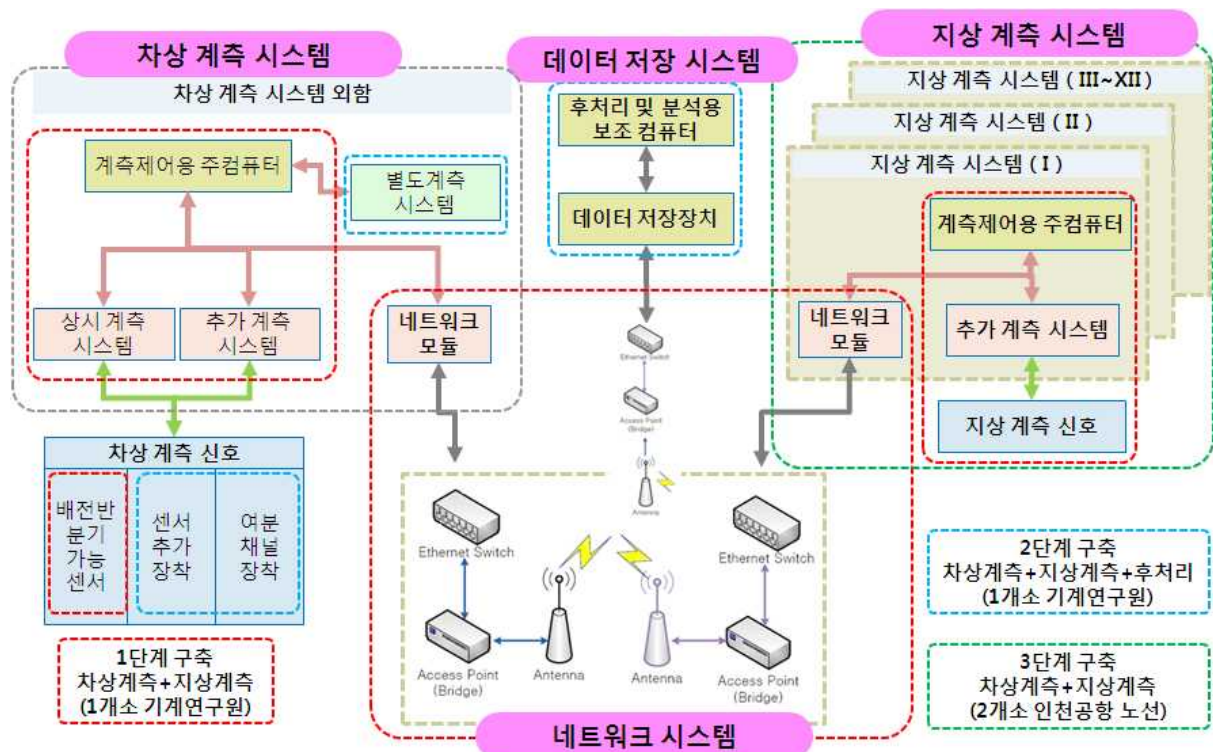 차상 계측 시스템
차상 계측 시스템 외함
계측제어용 주컴퓨터
별도계측
시스템
상시 계측
시스템
추가 계측
시스템
네트워크
모듈
차상 계측 신호
배전반
분기
가능
센서
센서
추가
장착
여분
채널
장착
1단계 구축
차상계측+지상계측
(1개소 기계연구원)
데이터 저장 시스템
후처리 및 분석용
보조 컴퓨터
데이터 저장장치
Ethernet Switch
Access Point
(Bridge)
Antenna
Ethernet Switch
Access Point
(Bridge)
Antenna
Ethernet Switch
Antenna
Access Point
(Bridge)
네트워크 시스템
지상 계측 시스템
지상 계측 시스템 ( III~XII)
지상 계측 시스템 ( II )
지상 계측 시스템 ( I )
계측제어용 주컴퓨터
네트워크
모듈
추가 계측 시스템
지상 계측 신호
2단계 구축
차상계측+지상계측+후처리
(1개소 기계연구원)
3단계 구축
차상계측+지상계측
(2개소 인천공항 노선)